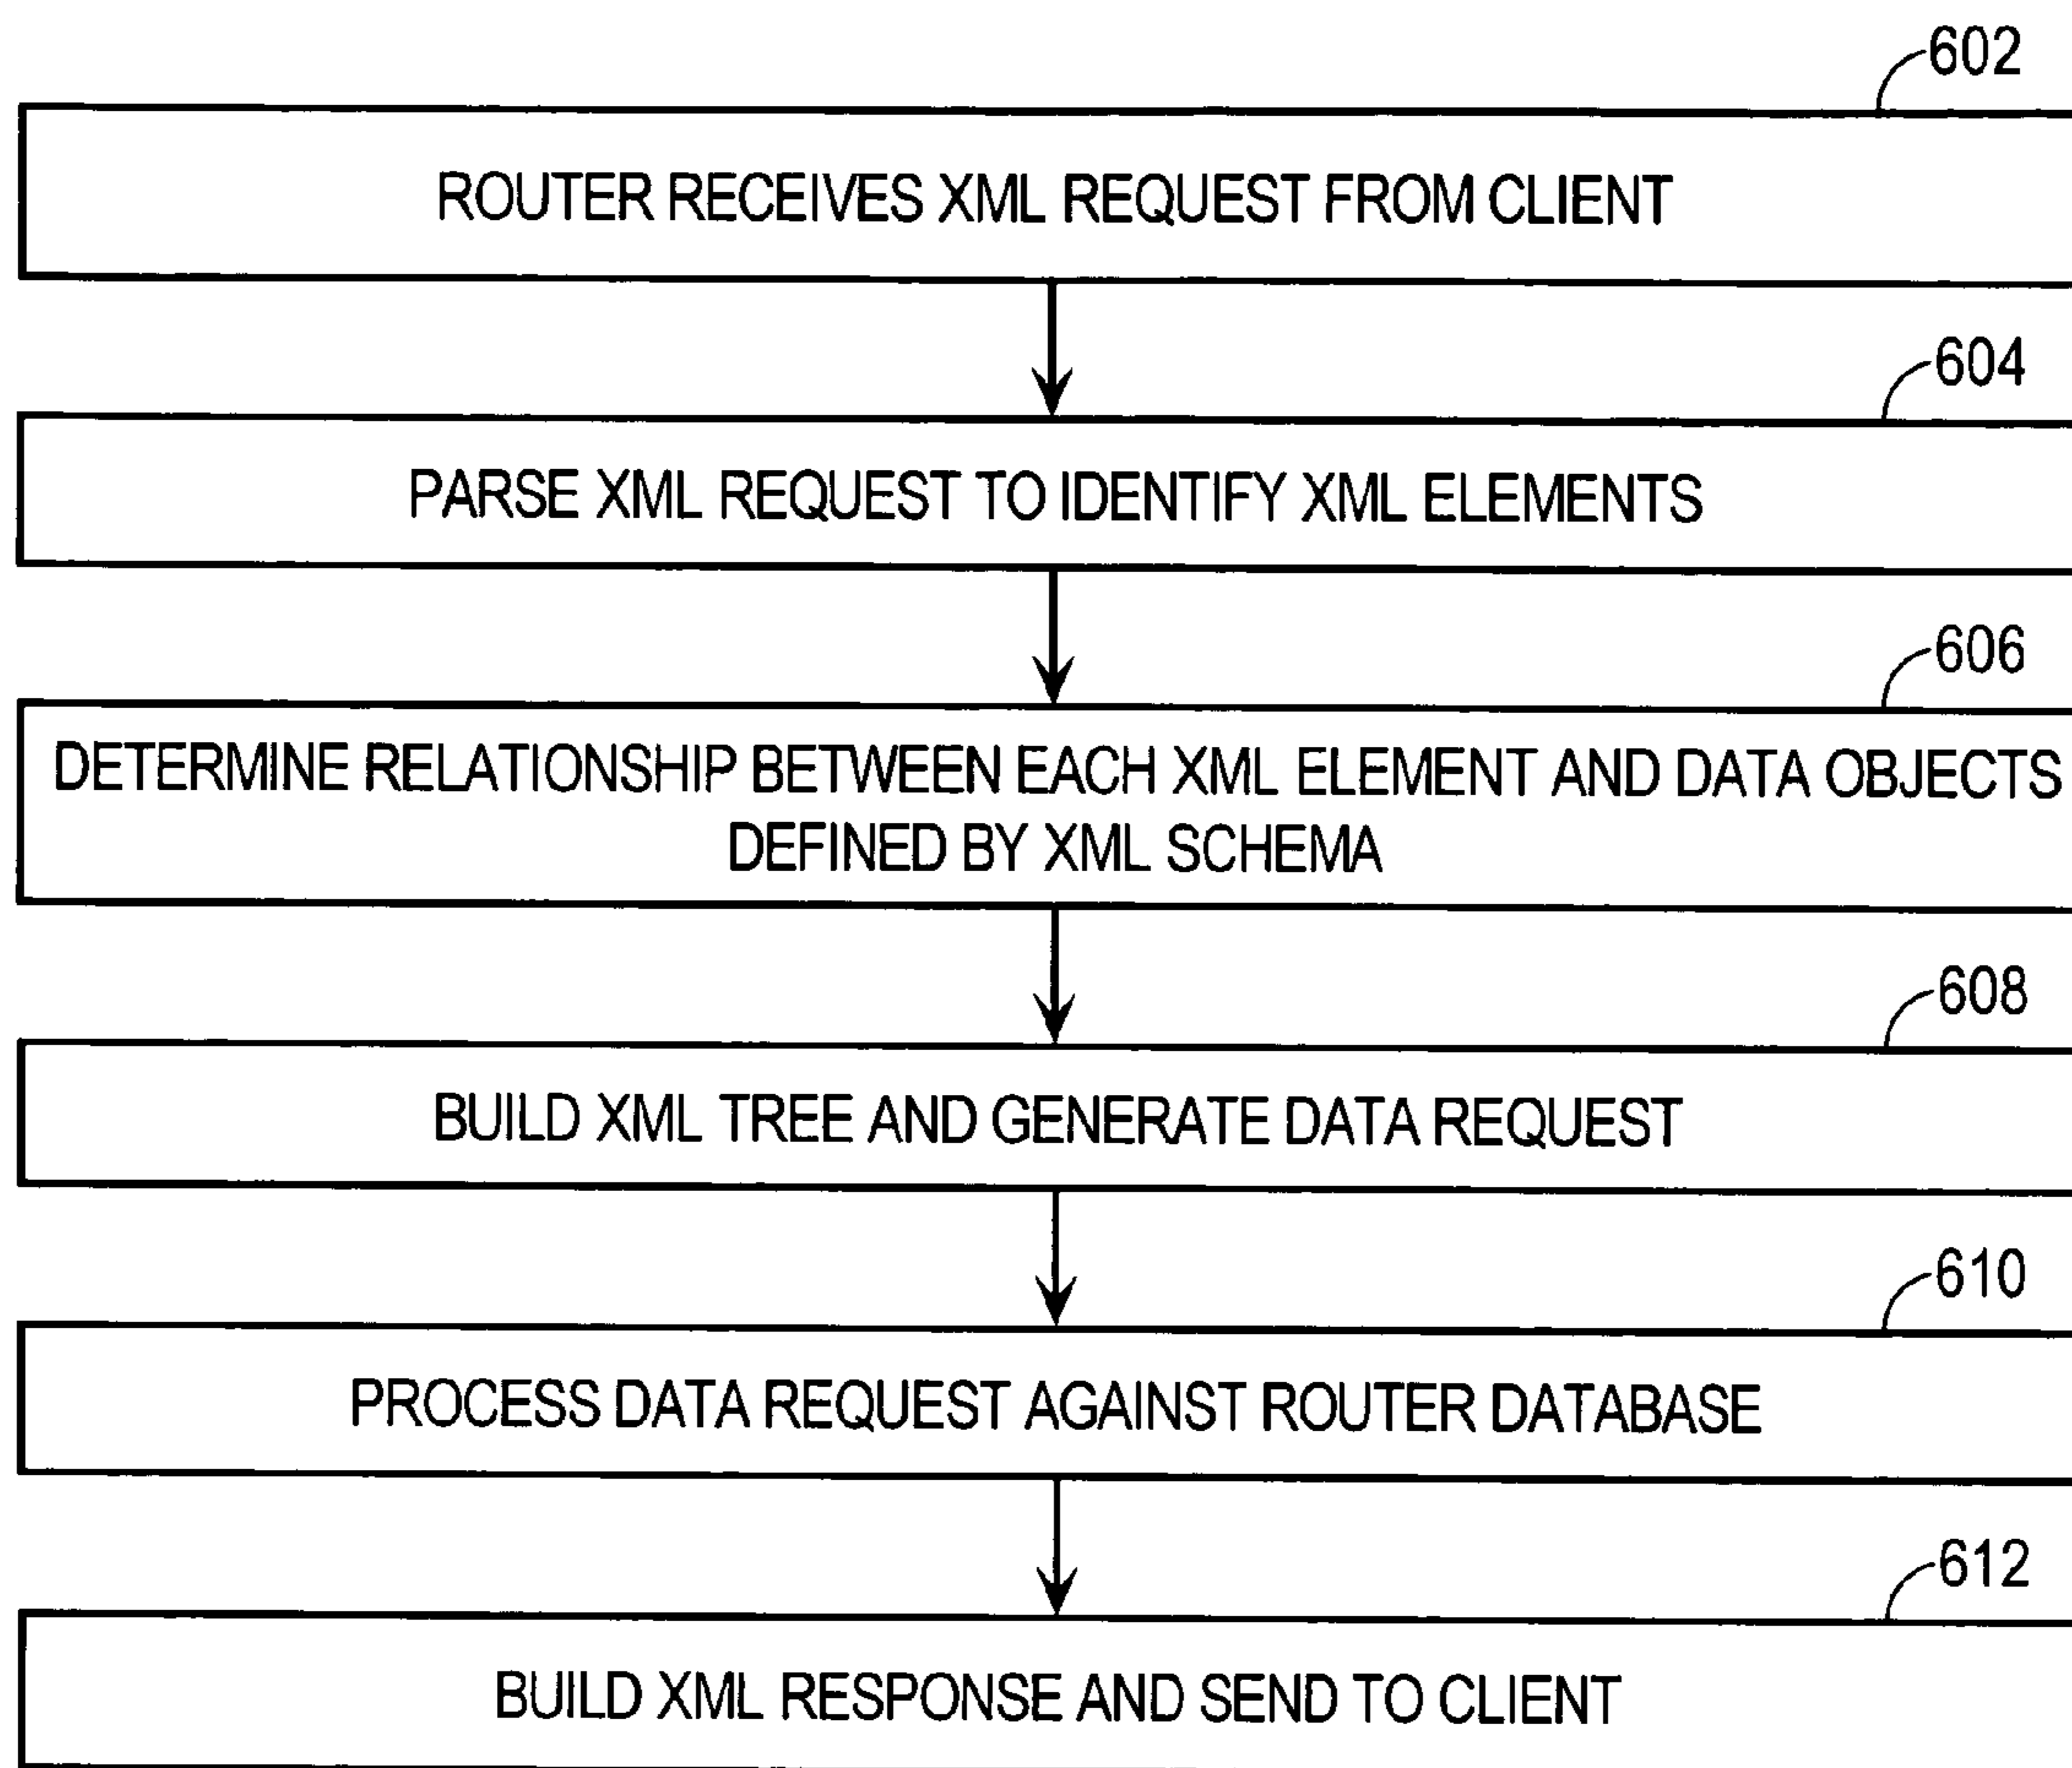 602
ROUTER RECEIVES XML REQUEST FROM CLIENT
604
PARSE XML REQUEST TO IDENTIFY XML ELEMENTS
606
DETERMINE RELATIONSHIP BETWEEN EACH XML ELEMENT AND DATA OBJECTS
DEFINED BY XML SCHEMA
608
BUILD XML TREE AND GENERATE DATA REQUEST
610
PROCESS DATA REQUEST AGAINST ROUTER DATABASE
612
BUILD XML RESPONSE AND SEND TO CLIENT